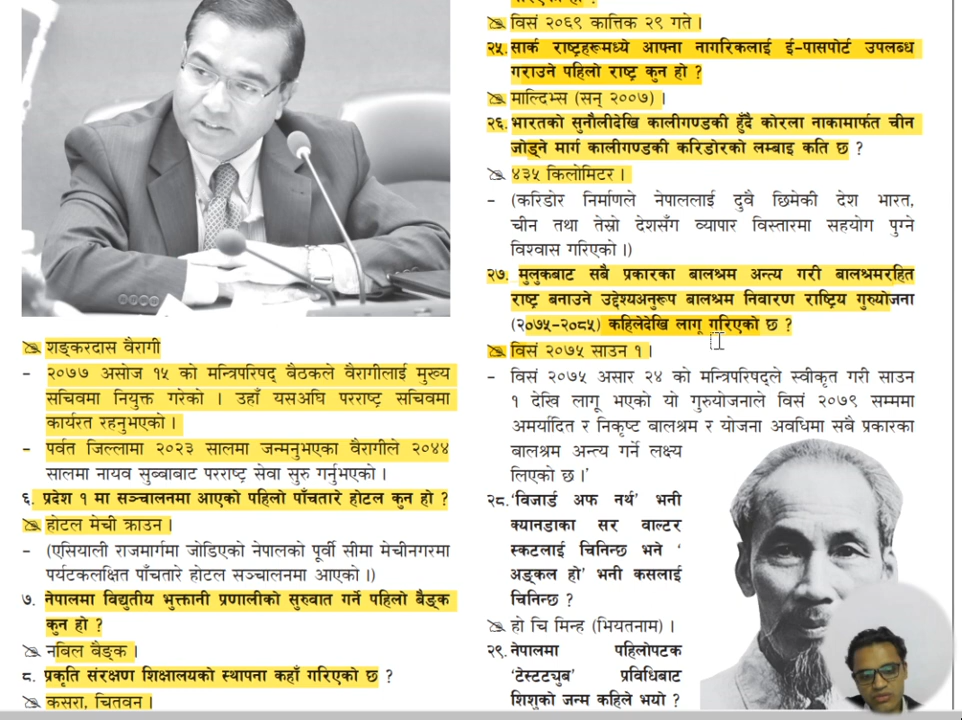 शङ्करदास वैरागी
– २०७७ असोज १५ को मन्त्रिपरिषद् बैठकले वैरागीलाई मुख्य
सचिवमा नियुक्त गरेको । उहाँ यसअघि परराष्ट्र सचिवमा
कार्यरत रहनुभएको ।
– पर्वत जिल्लामा २०२३ सालमा जन्मनुभएका वैरागीले २०४४
सालमा नायव सुब्बाबाट परराष्ट्र सेवा सुरु गर्नुभएको ।
६. प्रदेश १ मा सञ्चालनमा आएको पहिलो पाँचतारे होटल कुन हो ?
होटल मेची क्राउन ।
– (एसियाली राजमार्गमा जोडिएको नेपालको पूर्वी सीमा मेचीनगरमा
पर्यटकलक्षित पाँचतारे होटल सञ्चालनमा आएको ।)
७. नेपालमा विद्युतीय भुक्तानी प्रणालीको सुरुवात गर्ने पहिलो बैङ्क
कुन हो ?
नबिल बैङ्क ।
८. प्रकृति संरक्षण शिक्षालयको स्थापना कहाँ गरिएको छ ?
कसरा, चितवन ।
विसं २०६९ कात्तिक २९ गते ।
२५. सार्क राष्ट्रहरूमध्ये आफ्ना नागरिकलाई ई-पासपोर्ट उपलब्ध
गराउने पहिलो राष्ट्र कुन हो ?
माल्दिभ्स (सन् २००७) ।
२६. भारतको सुनौलीदेखि कालीगण्डकी हुँदै कोरला नाकामार्फत चीन
जोड्ने मार्ग कालीगण्डकी करिडोरको लम्बाइ कति छ ?
४३५ किलोमिटर ।
– (करिडोर निर्माणले नेपाललाई दुवै छिमेकी देश भारत,
चीन तथा तेस्रो देशसँग व्यापार विस्तारमा सहयोग पुग्ने
विश्वास गरिएको ।)
२७. मुलुकबाट सबै प्रकारका बालश्रम अन्त्य गरी बालश्रमरहित
राष्ट्र बनाउने उद्देश्यअनुरूप बालश्रम निवारण राष्ट्रिय गुरुयोजना
(२०७५-२०८५) कहिलेदेखि लागू गरिएको छ ?
विसं २०७५ साउन १ ।
– विसं २०७५ असार २४ को मन्त्रिपरिषद्ले स्वीकृत गरी साउन
१ देखि लागू भएको यो गुरुयोजनाले विसं २०७९ सम्ममा
अमर्यादित र निकृष्ट बालश्रम र योजना अवधिमा सबै प्रकारका
बालश्रम अन्त्य गर्ने लक्ष्य
लिएको छ ।'
२८. 'विजार्ड अफ नर्थ' भनी
क्यानडाका सर वाल्टर
स्कटलाई चिनिन्छ भने '
अङ्कल हो' भनी कसलाई
चिनिन्छ ?
हो चि मिन्ह (भियतनाम) ।
२९. नेपालमा पहिलोपटक
'टेस्टट्युब' प्रविधिबाट
शिशुको जन्म कहिले भयो ?